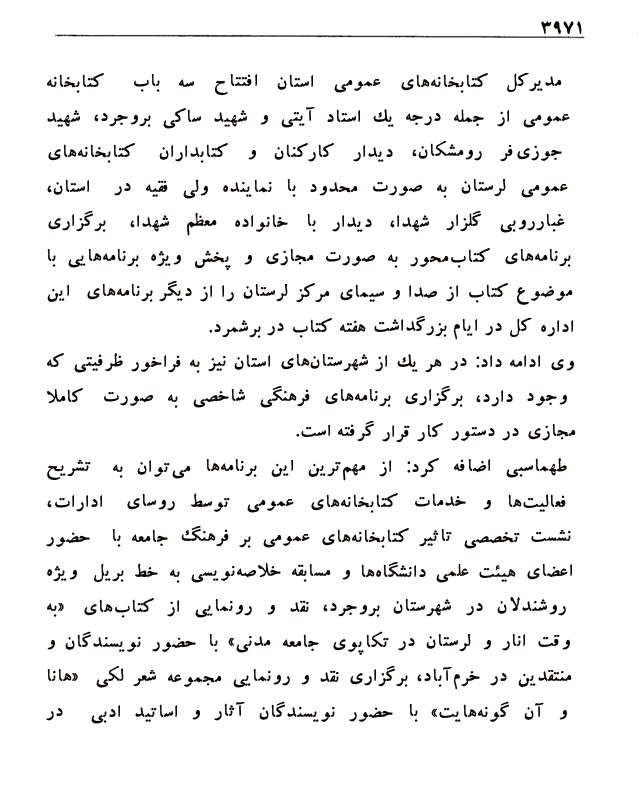 ۳۹۷۱
مدیرکل کتابخانه‌های عمومی استان افتتاح سه باب کتابخانه
عمومی از جمله درجه یك استاد آیتی و شهید ساکی بروجرد، شهید
جوزی‌فر رومشکان، دیدار کارکنان و کتابداران کتابخانه‌های
عمومی لرستان به صورت محدود با نماینده ولی فقیه در استان،
غبارروبی گلزار شهدا، دیدار با خانواده معظم شهدا، برگزاری
برنامه‌های کتاب‌محور به صورت مجازی و پخش ویژه برنامه‌هایی با
موضوع کتاب از صدا و سیمای مرکز لرستان را از دیگر برنامه‌های این
اداره کل در ایام بزرگداشت هفته کتاب در برشمرد.
وی ادامه داد: در هر یك از شهرستان‌های استان نیز به فراخور ظرفیتی که
وجود دارد، برگزاری برنامه‌های فرهنگی شاخصی به صورت کاملا
مجازی در دستور کار قرار گرفته است.
طهماسبی اضافه کرد: از مهم‌ترین این برنامه‌ها می‌توان به تشریح
فعالیت‌ها و خدمات کتابخانه‌های عمومی توسط روسای ادارات،
نشست تخصصی تاثیر کتابخانه‌های عمومی بر فرهنگ جامعه با حضور
اعضای هیئت علمی دانشگاه‌ها و مسابقه خلاصه‌نویسی به خط بریل ویژه
روشندلان در شهرستان بروجرد، نقد و رونمایی از کتاب‌های «به
وقت انار و لرستان در تکاپوی جامعه مدنی» با حضور نویسندگان و
منتقدین در خرم‌آباد، برگزاری نقد و رونمایی مجموعه شعر لکی «هانا
و آن گونه‌هایت» با حضور نویسندگان آثار و اساتید ادبی در